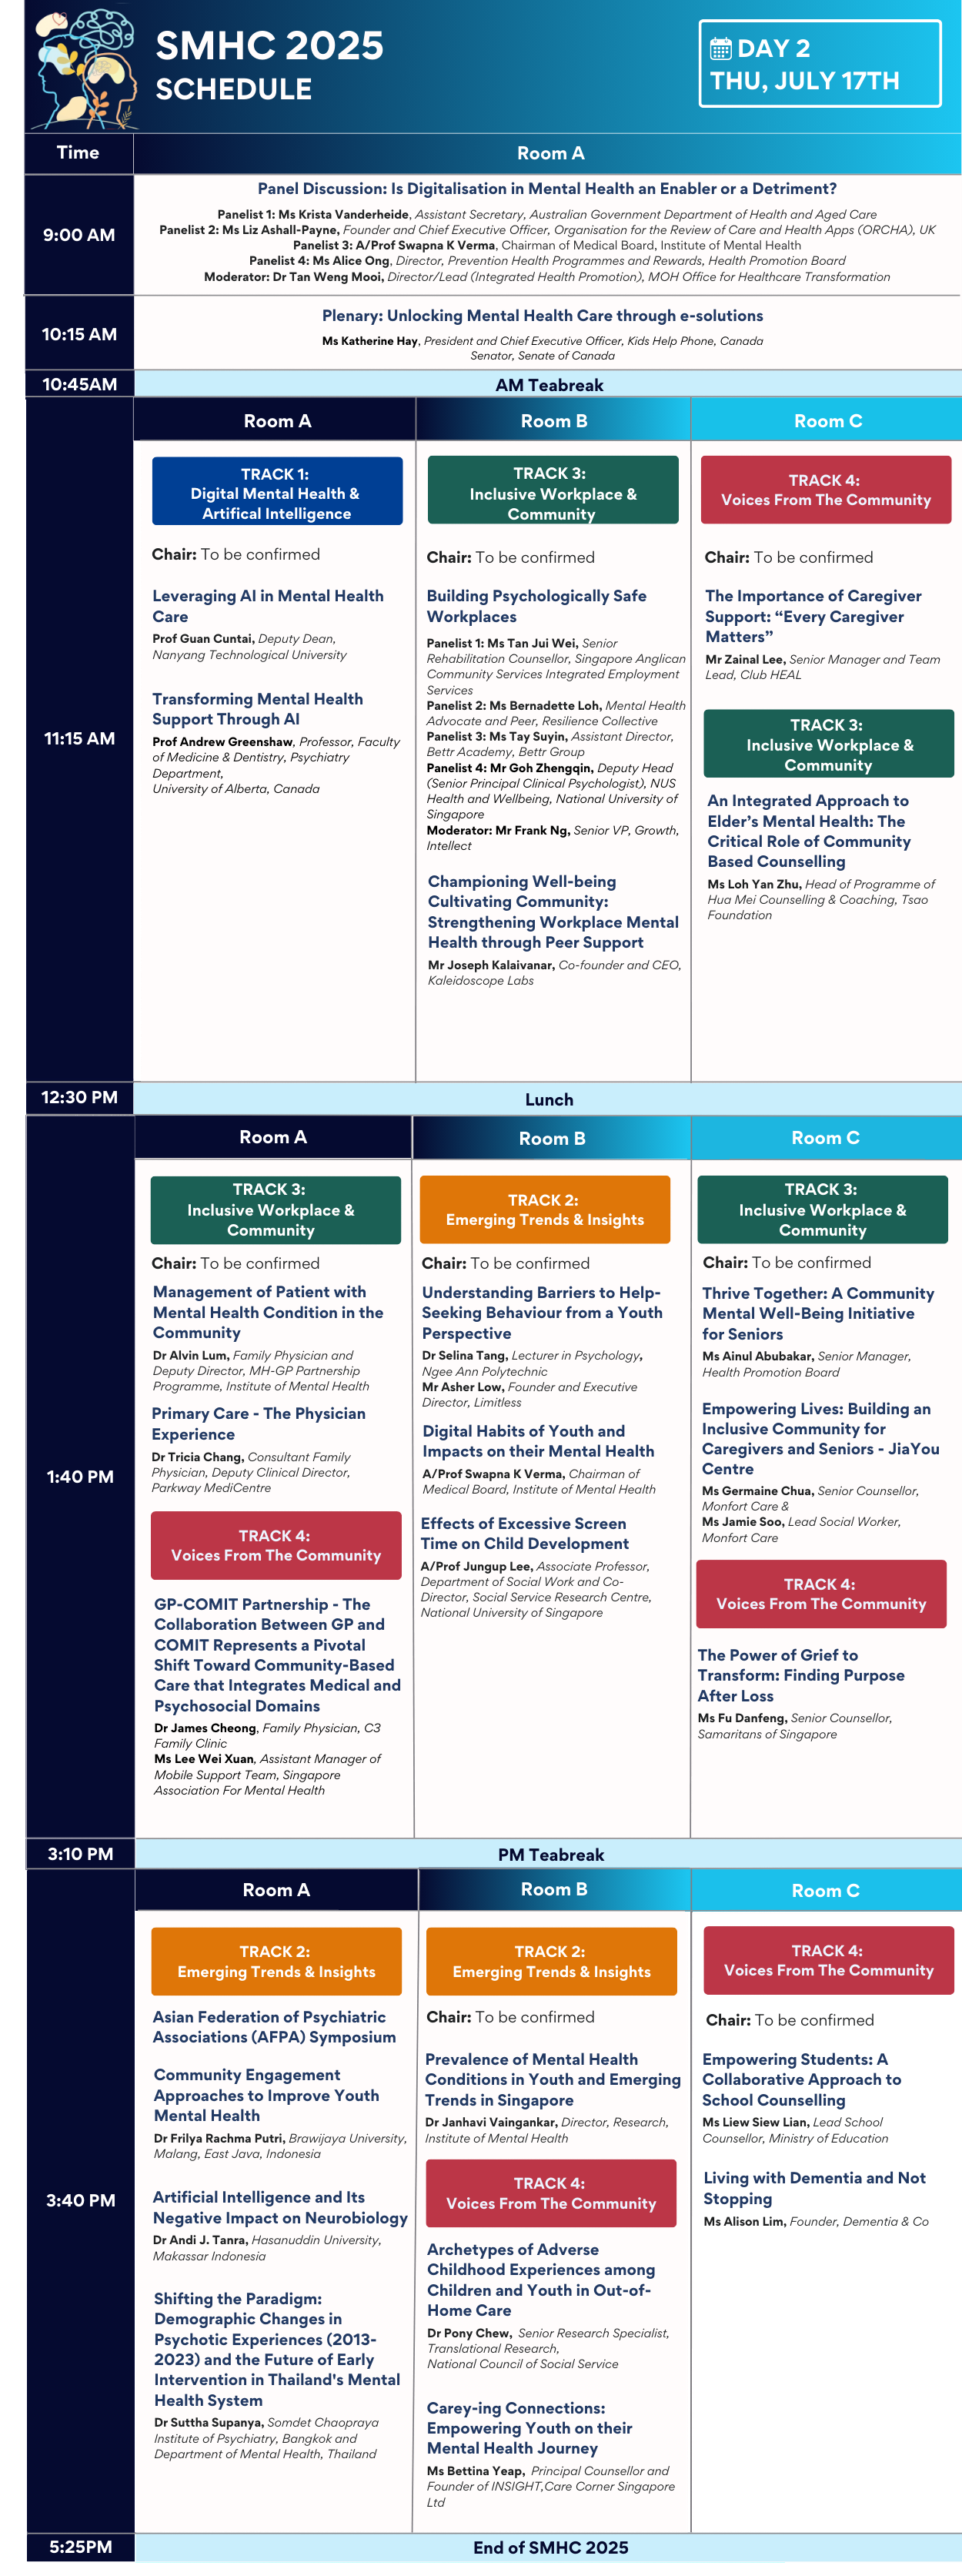 SMHC 2025
SCHEDULE
DAY 2
THU, JULY 17TH
Time
Room A
9:00 AM
Panel Discussion: Is Digitalisation in Mental Health an Enabler or a Detriment?
Panelist 1: Ms Krista Vanderheide, Assistant Secretary, Australian Government Department of Health and Aged Care
Panelist 2: Ms Liz Ashall-Payne, Founder and Chief Executive Officer, Organisation for the Review of Care and Health Apps (ORCHA), UK
Panelist 3: A/Prof Swapna K Verma, Chairman of Medical Board, Institute of Mental Health
Panelist 4: Ms Alice Ong, Director, Prevention Health Programmes and Rewards, Health Promotion Board
Moderator: Dr Tan Weng Mooi, Director/Lead (Integrated Health Promotion), MOH Office for Healthcare Transformation
10:15 AM
Plenary: Unlocking Mental Health Care through e-solutions
Ms Katherine Hay, President and Chief Executive Officer, Kids Help Phone, Canada
Senator, Senate of Canada
10:45AM
AM Teabreak
11:15 AM
Room A
TRACK 1:
Digital Mental Health &
Artifical Intelligence
Chair: To be confirmed
Leveraging AI in Mental Health
Care
Prof Guan Cuntai, Deputy Dean,
Nanyang Technological University
Transforming Mental Health
Support Through AI
Prof Andrew Greenshaw, Professor, Faculty
of Medicine & Dentistry, Psychiatry
Department,
University of Alberta, Canada
Room B
TRACK 3:
Inclusive Workplace &
Community
Chair: To be confirmed
Building Psychologically Safe
Workplaces
Panelist 1: Ms Tan Jui Wei, Senior
Rehabilitation Counsellor, Singapore Anglican
Community Services Integrated Employment
Services
Panelist 2: Ms Bernadette Loh, Mental Health
Advocate and Peer, Resilience Collective
Panelist 3: Ms Tay Suyin, Assistant Director,
Bettr Academy, Bettr Group
Panelist 4: Mr Goh Zhengqin, Deputy Head
(Senior Principal Clinical Psychologist), NUS
Health and Wellbeing, National University of
Singapore
Moderator: Mr Frank Ng, Senior VP, Growth,
Intellect
Championing Well-being
Cultivating Community:
Strengthening Workplace Mental
Health through Peer Support
Mr Joseph Kalaivanar, Co-founder and CEO,
Kaleidoscope Labs
Room C
TRACK 4:
Voices From The Community
Chair: To be confirmed
The Importance of Caregiver
Support: “Every Caregiver
Matters”
Mr Zainal Lee, Senior Manager and Team
Lead, Club HEAL
TRACK 3:
Inclusive Workplace &
Community
An Integrated Approach to
Elder’s Mental Health: The
Critical Role of Community
Based Counselling
Ms Loh Yan Zhu, Head of Programme of
Hua Mei Counselling & Coaching, Tsao
Foundation
12:30 PM
Lunch
1:40 PM
Room A
TRACK 3:
Inclusive Workplace &
Community
Chair: To be confirmed
Management of Patient with
Mental Health Condition in the
Community
Dr Alvin Lum, Family Physician and
Deputy Director, MH-GP Partnership
Programme, Institute of Mental Health
Primary Care - The Physician
Experience
Dr Tricia Chang, Consultant Family
Physician, Deputy Clinical Director,
Parkway MediCentre
TRACK 4:
Voices From The Community
GP-COMIT Partnership - The
Collaboration Between GP and
COMIT Represents a Pivotal
Shift Toward Community-Based
Care that Integrates Medical and
Psychosocial Domains
Dr James Cheong, Family Physician, C3
Family Clinic
Ms Lee Wei Xuan, Assistant Manager of
Mobile Support Team, Singapore
Association For Mental Health
Room B
TRACK 2:
Emerging Trends & Insights
Chair: To be confirmed
Understanding Barriers to Help-
Seeking Behaviour from a Youth
Perspective
Dr Selina Tang, Lecturer in Psychology,
Ngee Ann Polytechnic
Mr Asher Low, Founder and Executive
Director, Limitless
Digital Habits of Youth and
Impacts on their Mental Health
A/Prof Swapna K Verma, Chairman of
Medical Board, Institute of Mental Health
Effects of Excessive Screen
Time on Child Development
A/Prof Jungup Lee, Associate Professor,
Department of Social Work and Co-
Director, Social Service Research Centre,
National University of Singapore
Room C
TRACK 3:
Inclusive Workplace &
Community
Chair: To be confirmed
Thrive Together: A Community
Mental Well-Being Initiative
for Seniors
Ms Ainul Abubakar, Senior Manager,
Health Promotion Board
Empowering Lives: Building an
Inclusive Community for
Caregivers and Seniors - JiaYou
Centre
Ms Germaine Chua, Senior Counsellor,
Monfort Care &
Ms Jamie Soo, Lead Social Worker,
Monfort Care
TRACK 4:
Voices From The Community
The Power of Grief to
Transform: Finding Purpose
After Loss
Ms Fu Danfeng, Senior Counsellor,
Samaritans of Singapore
3:10 PM
PM Teabreak
3:40 PM
Room A
TRACK 2:
Emerging Trends & Insights
Asian Federation of Psychiatric
Associations (AFPA) Symposium
Community Engagement
Approaches to Improve Youth
Mental Health
Dr Frilya Rachma Putri, Brawijaya University,
Malang, East Java, Indonesia
Artificial Intelligence and Its
Negative Impact on Neurobiology
Dr Andi J. Tanra, Hasanuddin University,
Makassar Indonesia
Shifting the Paradigm:
Demographic Changes in
Psychotic Experiences (2013-
2023) and the Future of Early
Intervention in Thailand's Mental
Health System
Dr Suttha Supanya, Somdet Chaopraya
Institute of Psychiatry, Bangkok and
Department of Mental Health, Thailand
Room B
TRACK 2:
Emerging Trends & Insights
Chair: To be confirmed
Prevalence of Mental Health
Conditions in Youth and Emerging
Trends in Singapore
Dr Janhavi Vaingankar, Director, Research,
Institute of Mental Health
TRACK 4:
Voices From The Community
Archetypes of Adverse
Childhood Experiences among
Children and Youth in Out-of-
Home Care
Dr Pony Chew, Senior Research Specialist,
Translational Research,
National Council of Social Service
Carey-ing Connections:
Empowering Youth on their
Mental Health Journey
Ms Bettina Yeap, Principal Counsellor and
Founder of INSIGHT,Care Corner Singapore
Ltd
Room C
TRACK 4:
Voices From The Community
Chair: To be confirmed
Empowering Students: A
Collaborative Approach to
School Counselling
Ms Liew Siew Lian, Lead School
Counsellor, Ministry of Education
Living with Dementia and Not
Stopping
Ms Alison Lim, Founder, Dementia & Co
5:25PM
End of SMHC 2025